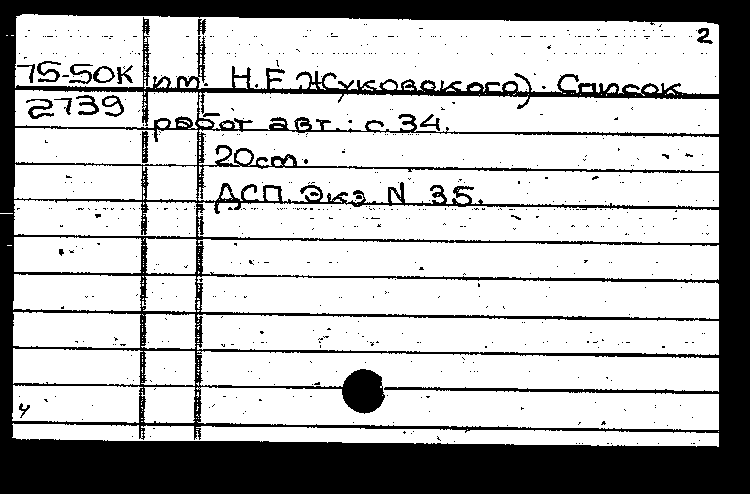 2
75-50К им. Н.Е Жуковского). Список
2739 работ авт.: с.34.
20см.
ДСП. Экз. N 35.
4